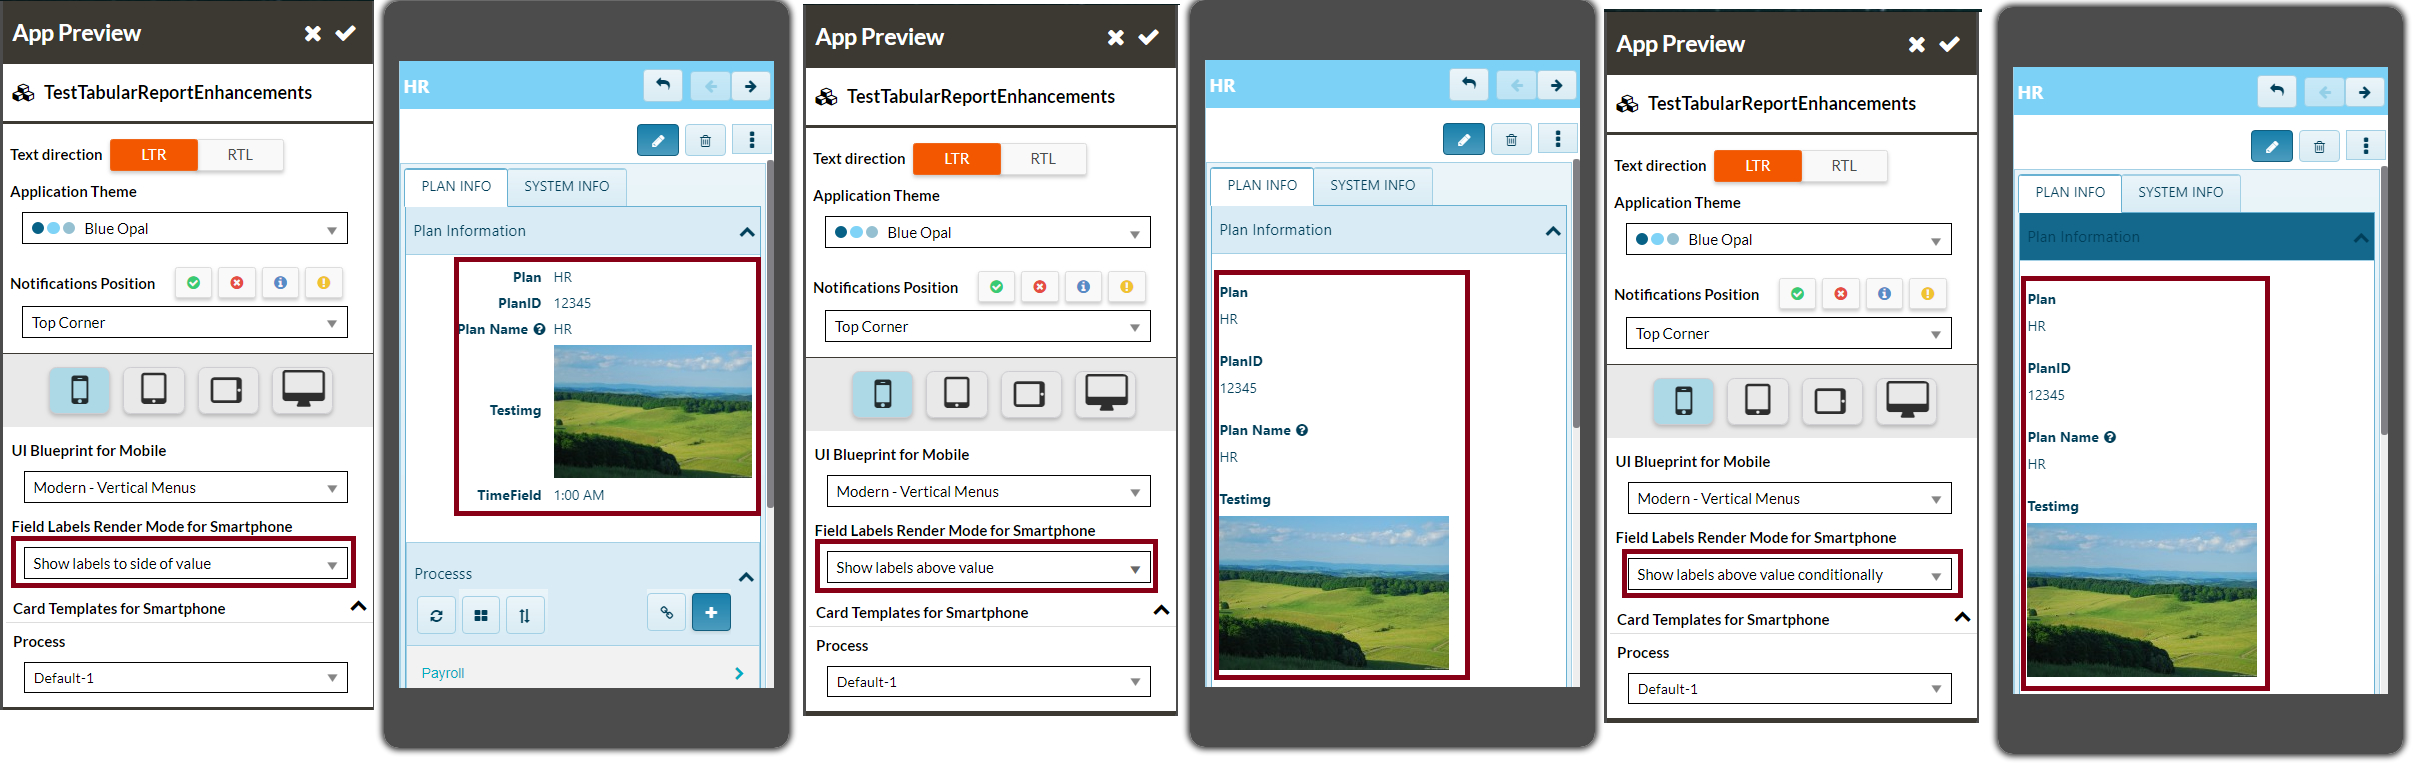 App Preview
TestTabularReportEnhancements
Text direction LTR RTL
Application Theme
Blue Opal
Notifications Position
Top Corner
UI Blueprint for Mobile
Modern - Vertical Menus
Field Labels Render Mode for Smartphone
Show labels to side of value
Card Templates for Smartphone
Process
Default-1
HR
PLAN INFO SYSTEM INFO
Plan Information
Plan HR
PlanID 12345
Plan Name HR
Testimg
TimeField 1:00 AM
Processs
Payroll
App Preview
TestTabularReportEnhancements
Text direction LTR RTL
Application Theme
Blue Opal
Notifications Position
Top Corner
UI Blueprint for Mobile
Modern - Vertical Menus
Field Labels Render Mode for Smartphone
Show labels above value
Card Templates for Smartphone
Process
Default-1
HR
PLAN INFO SYSTEM INFO
Plan Information
Plan
HR
PlanID
12345
Plan Name
HR
Testimg
App Preview
TestTabularReportEnhancements
Text direction LTR RTL
Application Theme
Blue Opal
Notifications Position
Top Corner
UI Blueprint for Mobile
Modern - Vertical Menus
Field Labels Render Mode for Smartphone
Show labels above value conditionally
Card Templates for Smartphone
Process
Default-1
HR
PLAN INFO SYSTEM INFO
Plan Information
Plan
HR
PlanID
12345
Plan Name
HR
Testimg